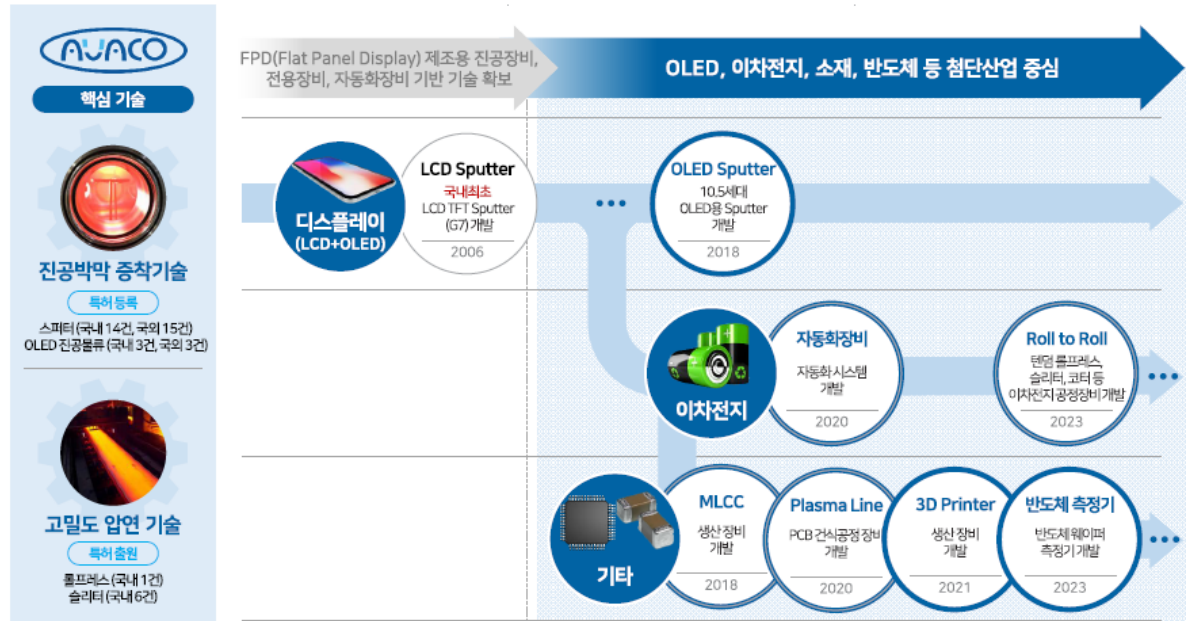 AVACO
핵심 기술
진공박막 증착기술
특허 등록
스퍼터 (국내 14건, 국외 15건)
OLED 진공물류 (국내 3건, 국외 3건)
고밀도 압연 기술
특허 출원
롤프레스 (국내 1건)
슬리터 (국내 6건)
FPD(Flat Panel Display) 제조용 진공장비,
전용장비, 자동화장비 기반 기술 확보
OLED, 이차전지, 소재, 반도체 등 첨단산업 중심
디스플레이
(LCD+OLED)
LCD Sputter
국내최초
LCD TFT Sputter
(G7) 개발
2006
OLED Sputter
10.5세대
OLED용 Sputter
개발
2018
이차전지
자동화장비
자동화 시스템
개발
2020
Roll to Roll
텐덤 롤프레스,
슬리터, 코터 등
이차전지 공정장비 개발
2023
기타
MLCC
생산 장비
개발
2018
Plasma Line
PCB 건식공정 장비
개발
2020
3D Printer
생산 장비
개발
2021
반도체 측정기
반도체 웨이퍼
측정기 개발
2023